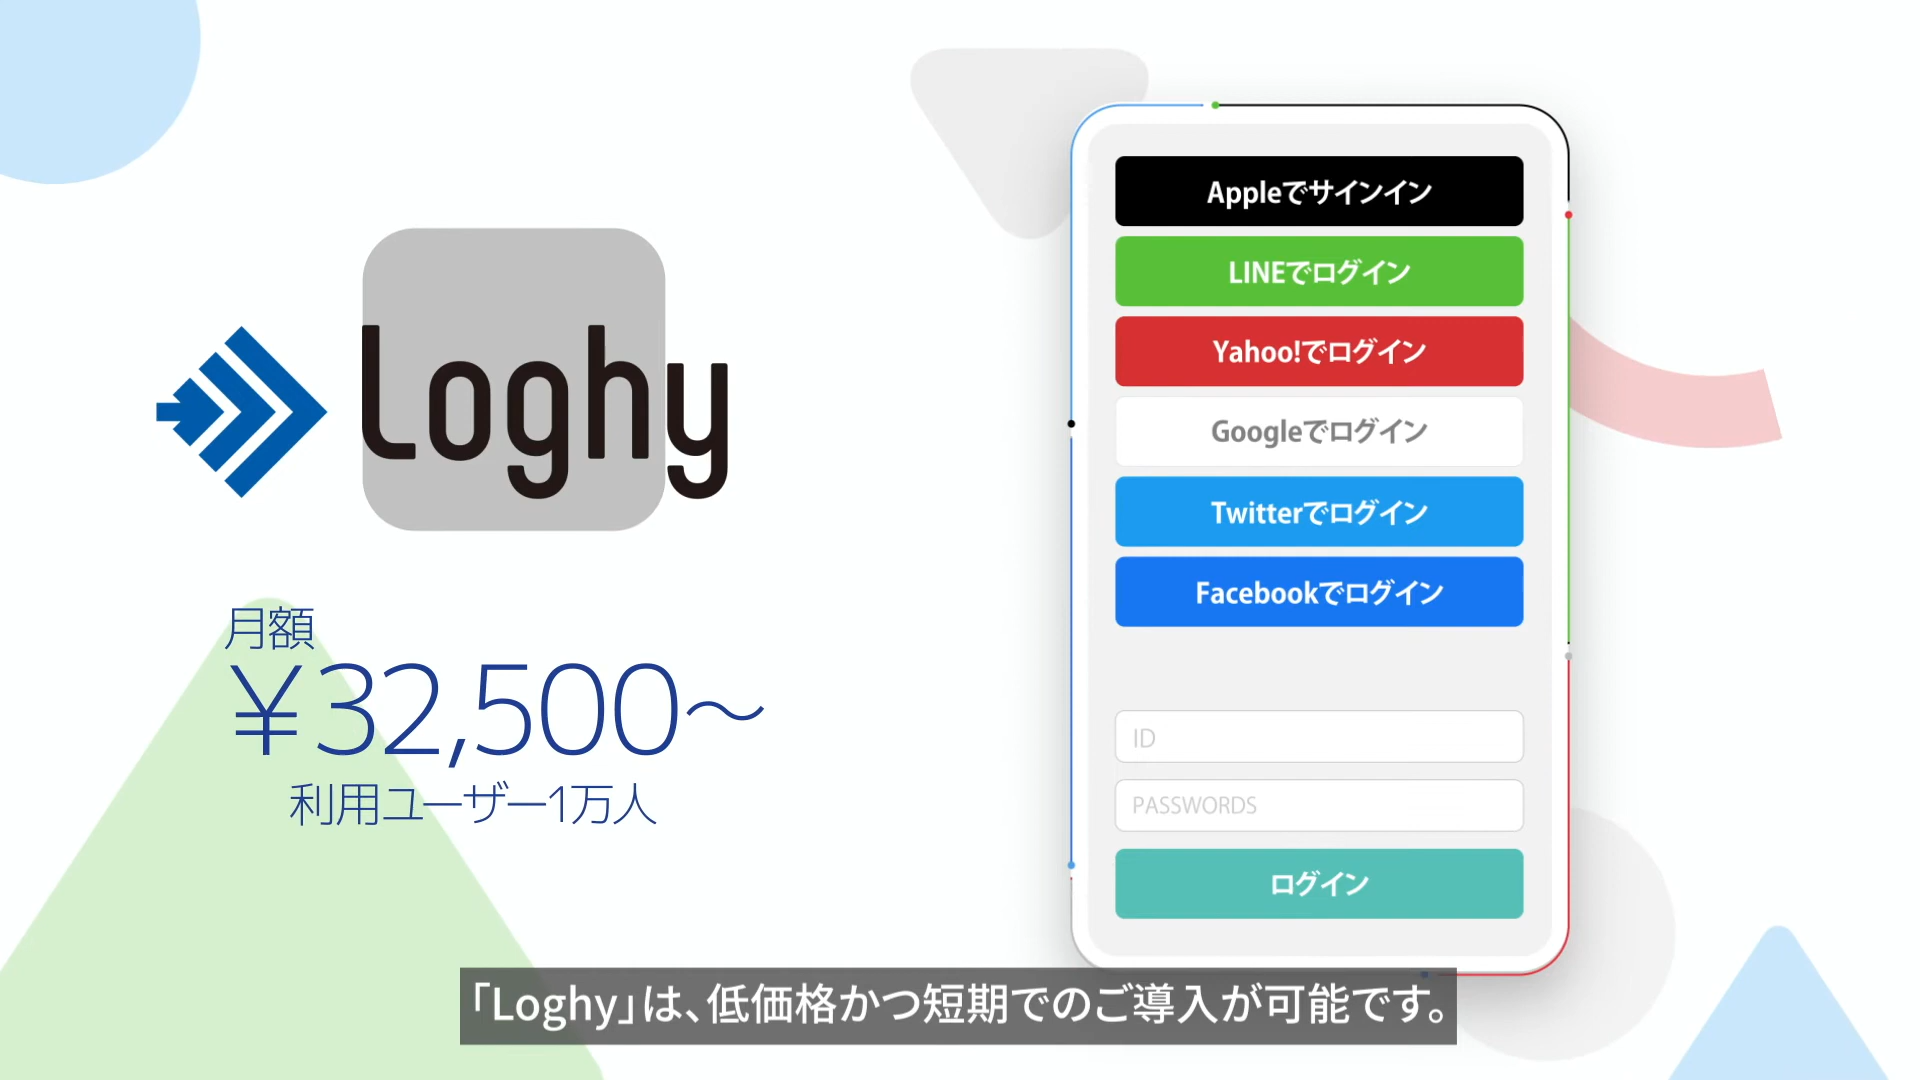 Loghy
月額
￥32,500～
利用ユーザー1万人
Appleでサインイン
LINEでログイン
Yahoo!でログイン
Googleでログイン
Twitterでログイン
Facebookでログイン
ID
PASSWORDS
ログイン
「Loghy」は、低価格かつ短期でのご導入が可能です。